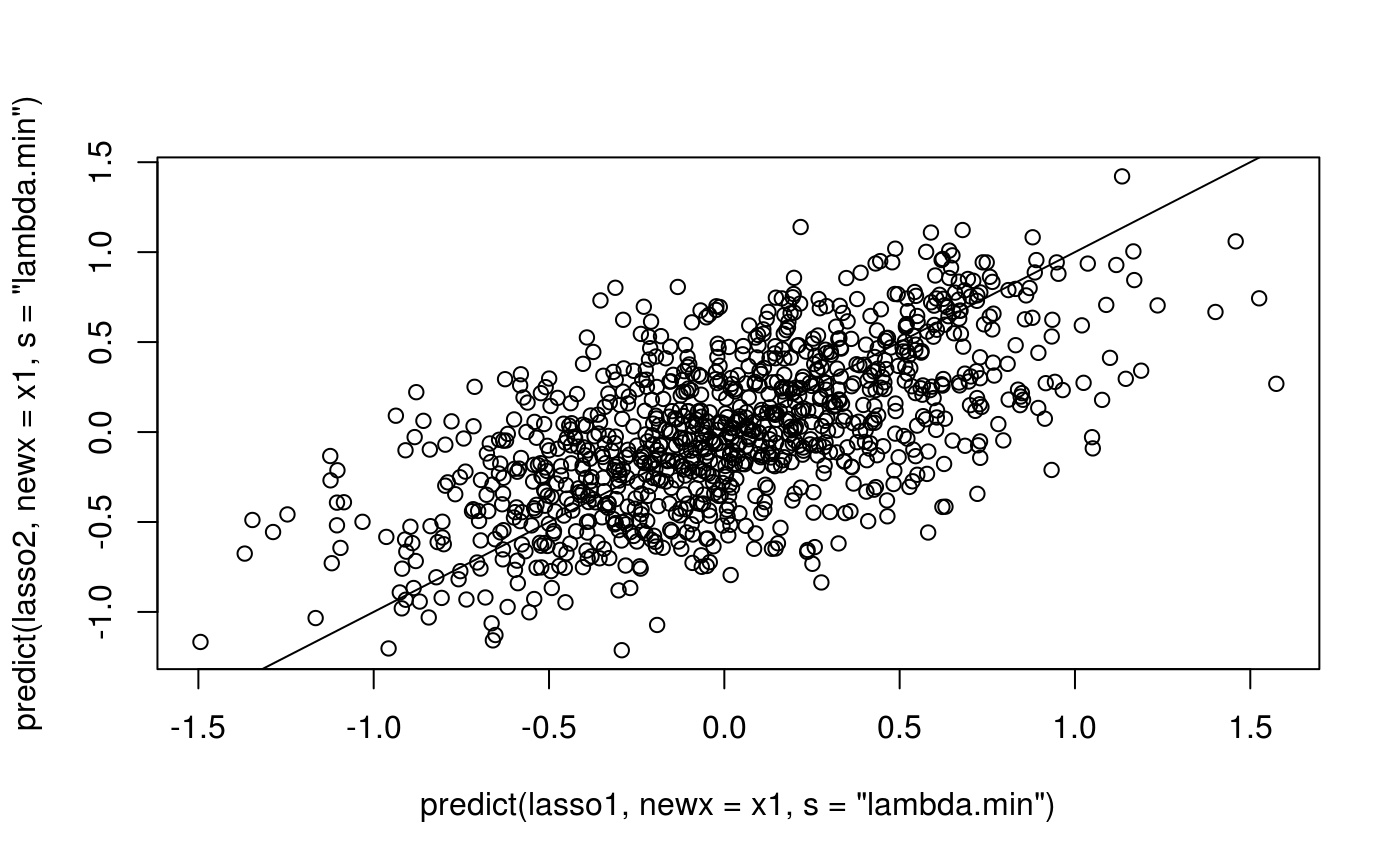 predict(lasso2, newx = x1, s = "lambda.min")
1.5
1.0
0.5
0.0
-0.5
-1.0
-1.5 -1.0 -0.5 0.0 0.5 1.0 1.5
predict(lasso1, newx = x1, s = "lambda.min")